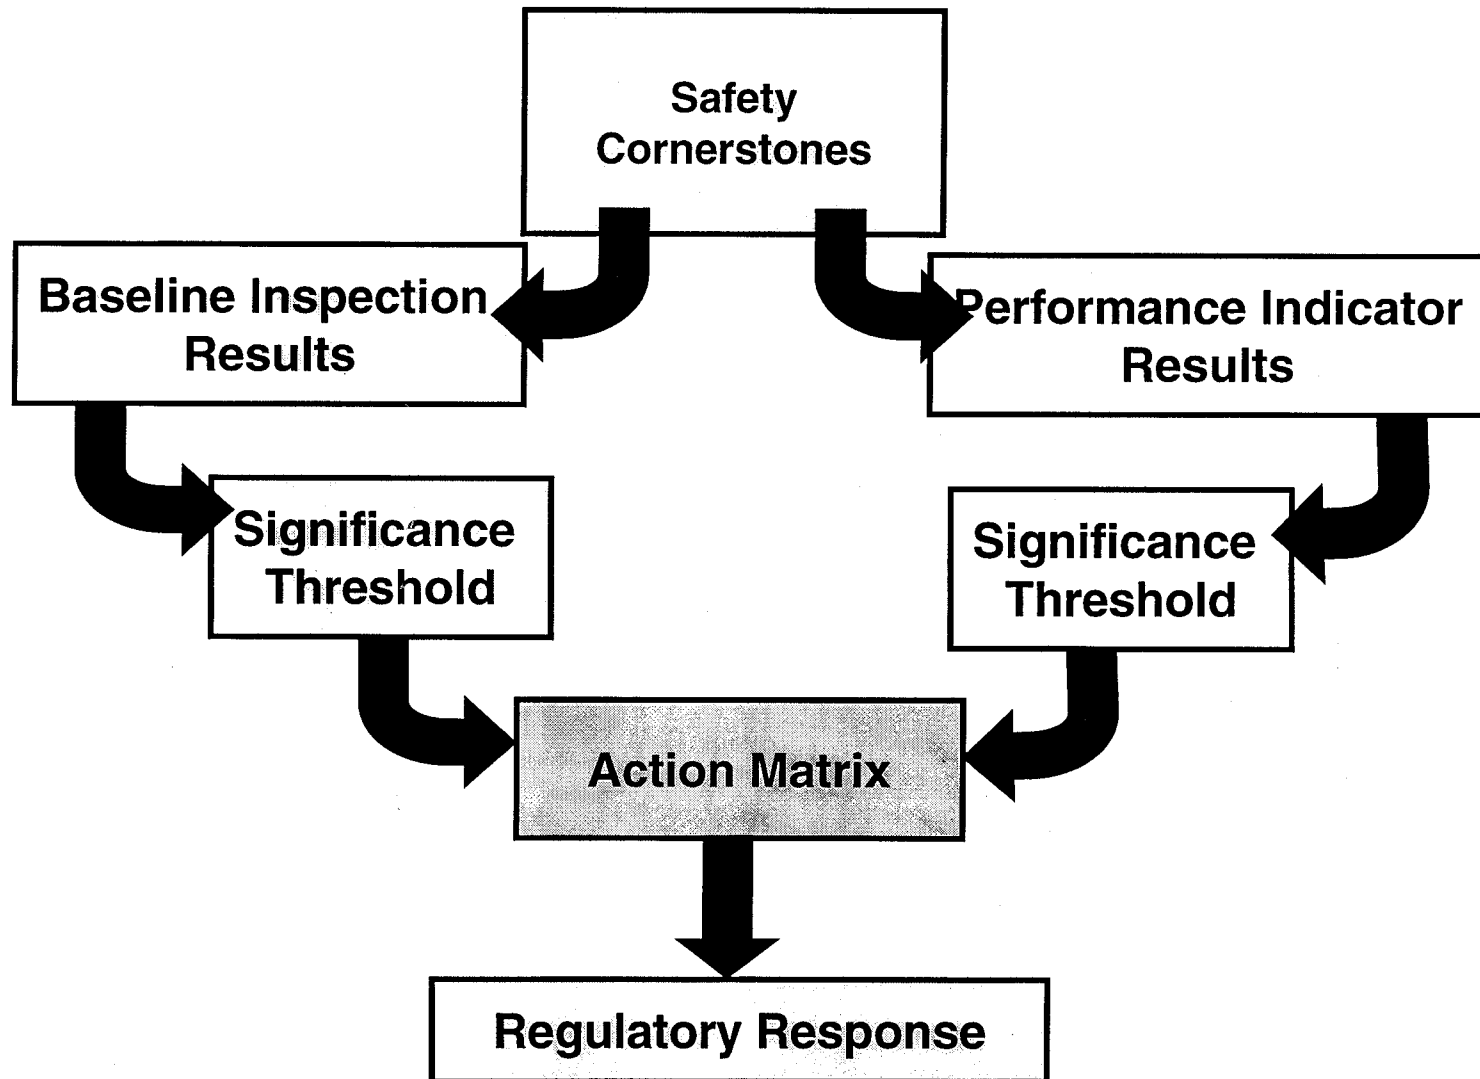 Safety
Cornerstones
Baseline Inspection
Results
Performance Indicator
Results
Significance
Threshold
Significance
Threshold
Action Matrix
Regulatory Response